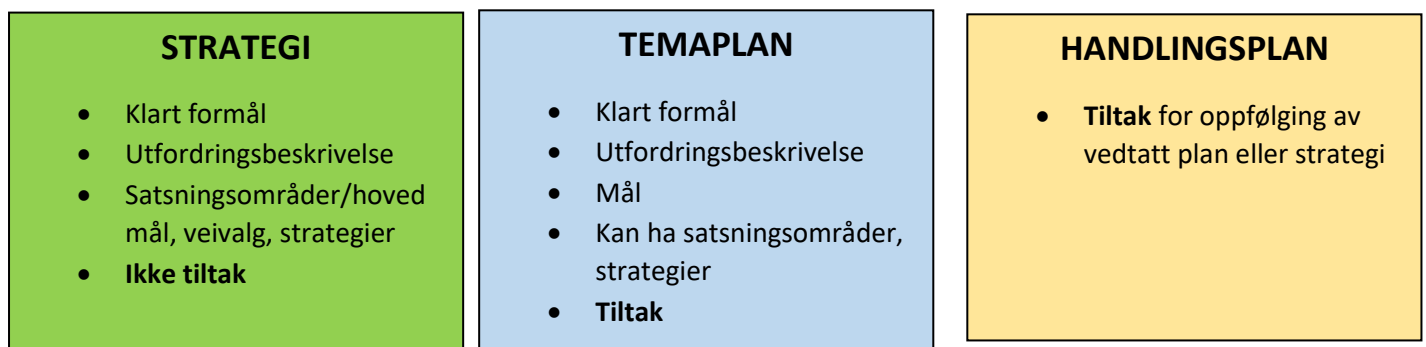 STRATEGI
• Klart formål
• Utfordringsbeskrivelse
• Satsningsområder/hoved
mål, veivalg, strategier
• Ikke tiltak
TEMAPLAN
• Klart formål
• Utfordringsbeskrivelse
• Mål
• Kan ha satsningsområder,
strategier
• Tiltak
HANDLINGSPLAN
• Tiltak for oppfølging av
vedtatt plan eller strategi